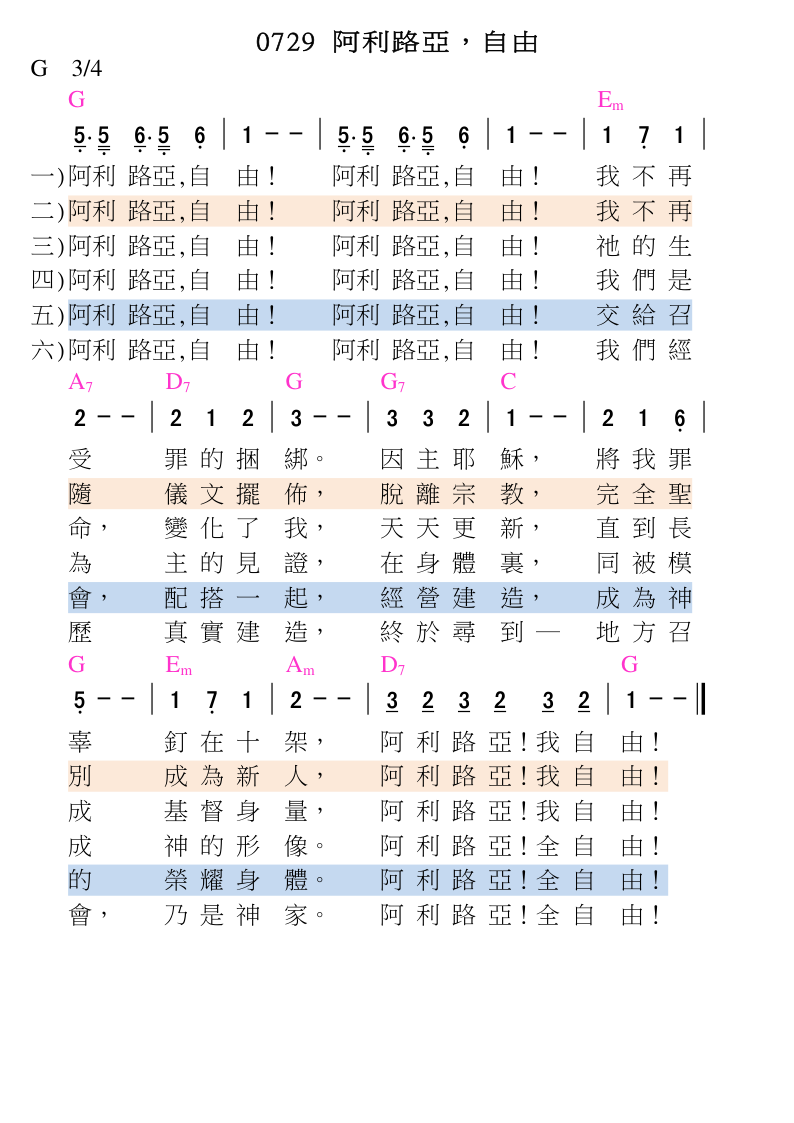 0729 阿利路亞，自由
G 3/4
G Em
5· 5 6· 5 6 | 1 – – | 5· 5 6· 5 6 | 1 – – | 1 7 1 |
一)阿利 路亞,自 由！ 阿利 路亞,自 由！ 我 不 再
二)阿利 路亞,自 由！ 阿利 路亞,自 由！ 我 不 再
三)阿利 路亞,自 由！ 阿利 路亞,自 由！ 祂 的 生
四)阿利 路亞,自 由！ 阿利 路亞,自 由！ 我 們 是
五)阿利 路亞,自 由！ 阿利 路亞,自 由！ 交 給 召
六)阿利 路亞,自 由！ 阿利 路亞,自 由！ 我 們 經
A7 D7 G G7 C
2 – – | 2 1 2 | 3 – – | 3 3 2 | 1 – – | 2 1 6 |
受 罪 的 捆 綁。 因 主 耶 穌， 將 我 罪
隨 儀 文 擺 佈， 脫 離 宗 教， 完 全 聖
命， 變 化 了 我， 天 天 更 新， 直 到 長
為 主 的 見 證， 在 身 體 裏， 同 被 模
會， 配 搭 一 起， 經 營 建 造， 成 為 神
歷 真 實 建 造， 終 於 尋 到 — 地 方 召
G Em Am D7 G
5 – – | 1 7 1 | 2 – – | 3 2 3 2 3 2 | 1 – – ‖
辜 釘 在 十 架， 阿 利 路 亞！我 自 由！
別 成 為 新 人， 阿 利 路 亞！我 自 由！
成 基 督 身 量， 阿 利 路 亞！我 自 由！
成 神 的 形 像。 阿 利 路 亞！全 自 由！
的 榮 耀 身 體。 阿 利 路 亞！全 自 由！
會， 乃 是 神 家。 阿 利 路 亞！全 自 由！